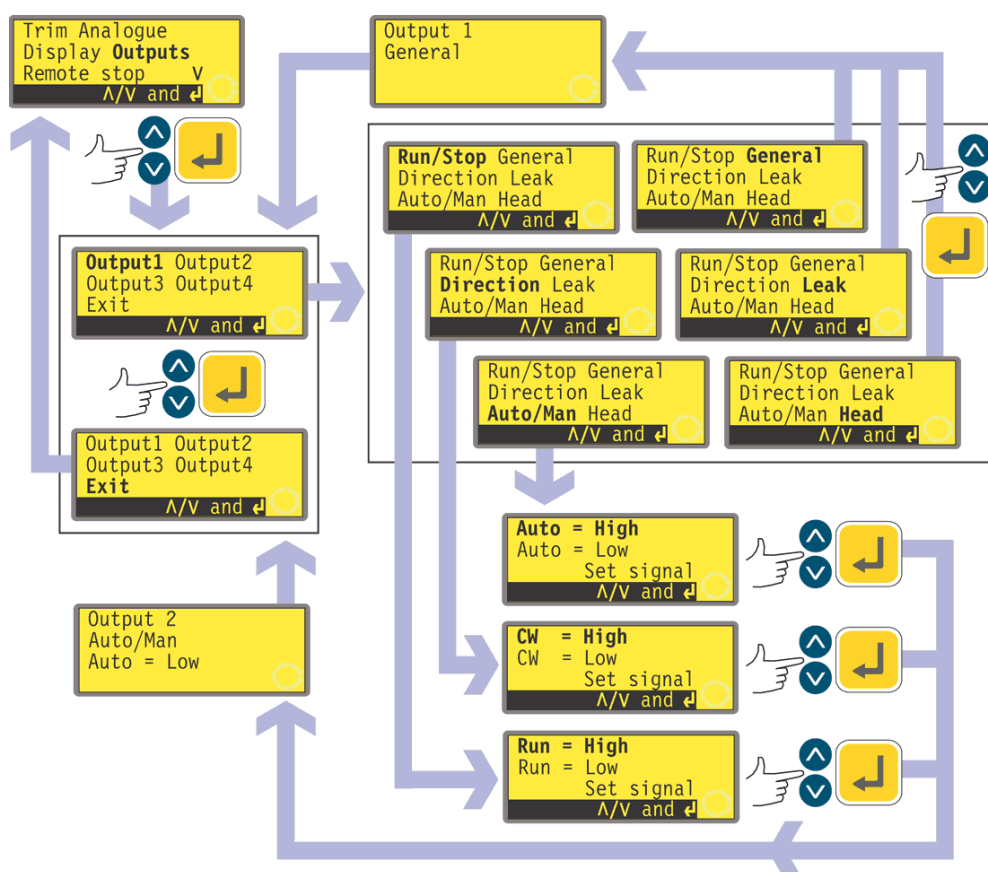 Trim Analogue
Display Outputs
Remote stop V
Λ/V and ↲
Output 1
General
Run/Stop General
Direction Leak
Auto/Man Head
Λ/V and ↲
Run/Stop General
Direction Leak
Auto/Man Head
Λ/V and ↲
Output1 Output2
Output3 Output4
Exit
Λ/V and ↲
Run/Stop General
Direction Leak
Auto/Man Head
Λ/V and ↲
Run/Stop General
Direction Leak
Auto/Man Head
Λ/V and ↲
Run/Stop General
Direction Leak
Auto/Man Head
Λ/V and ↲
Run/Stop General
Direction Leak
Auto/Man Head
Λ/V and ↲
Output1 Output2
Output3 Output4
Exit
Λ/V and ↲
Auto = High
Auto = Low
Set signal
Λ/V and ↲
Output 2
Auto/Man
Auto = Low
CW = High
CW = Low
Set signal
Λ/V and ↲
Run = High
Run = Low
Set signal
Λ/V and ↲